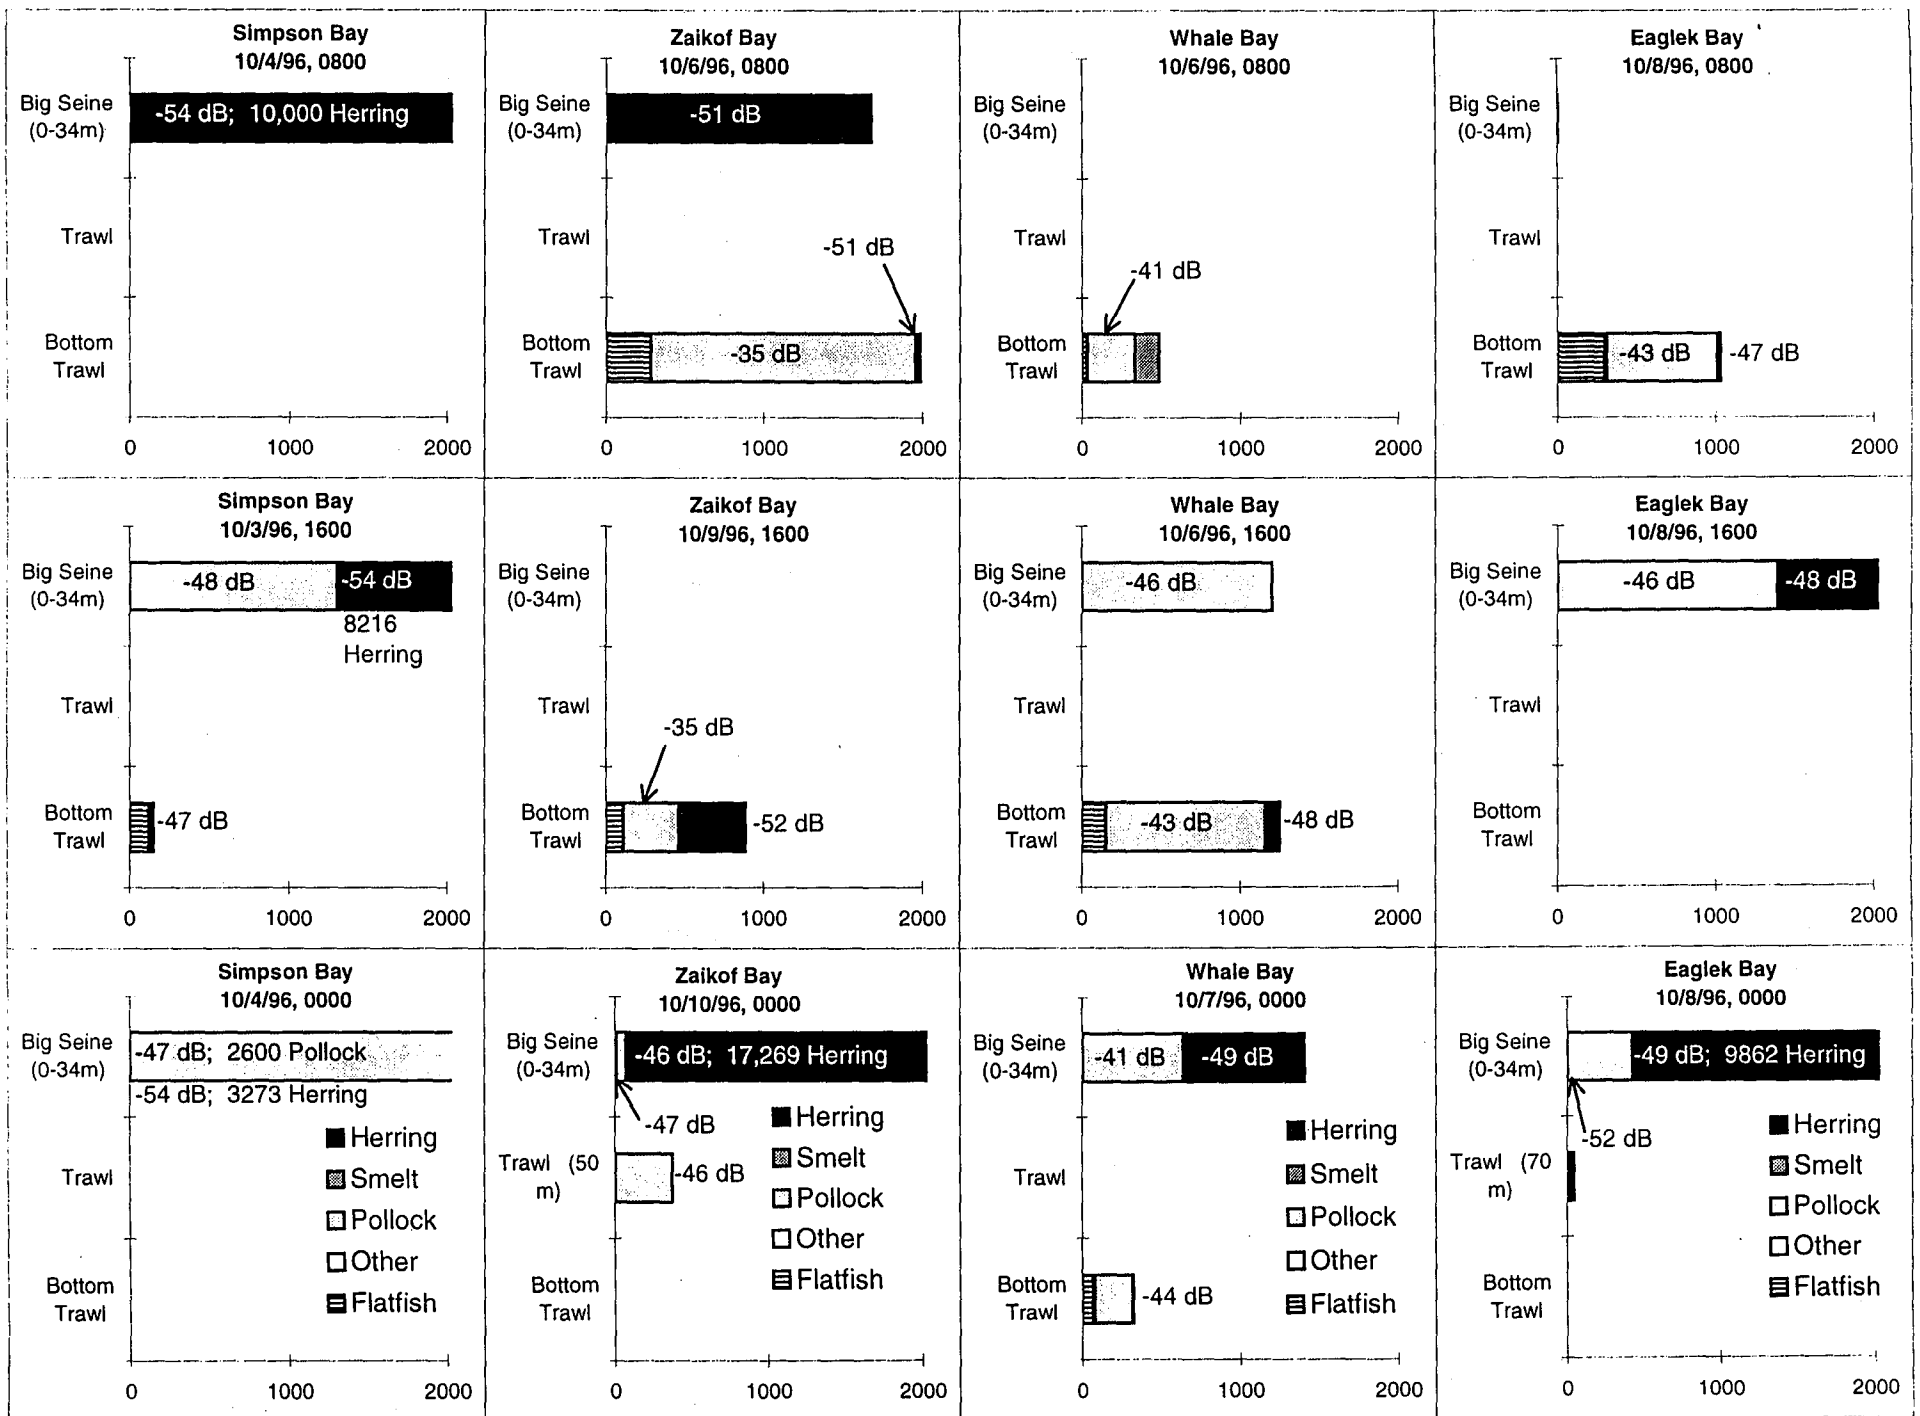 Simpson Bay
10/4/96, 0800
Big Seine
(0-34m)
-54 dB; 10,000 Herring
Trawl
Bottom
Trawl
0 1000 2000
Zaikof Bay
10/6/96, 0800
Big Seine
(0-34m)
-51 dB
Trawl
-51 dB
Bottom
Trawl
-35 dB
0 1000 2000
Whale Bay
10/6/96, 0800
Big Seine
(0-34m)
Trawl
-41 dB
Bottom
Trawl
0 1000 2000
Eaglek Bay
10/8/96, 0800
Big Seine
(0-34m)
Trawl
Bottom
Trawl
-43 dB
-47 dB
0 1000 2000
Simpson Bay
10/3/96, 1600
Big Seine
(0-34m)
-48 dB
-54 dB
8216
Herring
Trawl
Bottom
Trawl
-47 dB
0 1000 2000
Zaikof Bay
10/9/96, 1600
Big Seine
(0-34m)
Trawl
-35 dB
Bottom
Trawl
-52 dB
0 1000 2000
Whale Bay
10/6/96, 1600
Big Seine
(0-34m)
-46 dB
Trawl
Bottom
Trawl
-43 dB
-48 dB
0 1000 2000
Eaglek Bay
10/8/96, 1600
Big Seine
(0-34m)
-46 dB
-48 dB
Trawl
Bottom
Trawl
0 1000 2000
Simpson Bay
10/4/96, 0000
Big Seine
(0-34m)
-47 dB; 2600 Pollock
-54 dB; 3273 Herring
Trawl
Bottom
Trawl
Herring
Smelt
Pollock
Other
Flatfish
0 1000 2000
Zaikof Bay
10/10/96, 0000
Big Seine
(0-34m)
-46 dB; 17,269 Herring
-47 dB
Trawl (50
m)
-46 dB
Bottom
Trawl
Herring
Smelt
Pollock
Other
Flatfish
0 1000 2000
Whale Bay
10/7/96, 0000
Big Seine
(0-34m)
-41 dB
-49 dB
Trawl
Bottom
Trawl
-44 dB
Herring
Smelt
Pollock
Other
Flatfish
0 1000 2000
Eaglek Bay
10/8/96, 0000
Big Seine
(0-34m)
-49 dB; 9862 Herring
-52 dB
Trawl (70
m)
Bottom
Trawl
Herring
Smelt
Pollock
Other
Flatfish
0 1000 2000